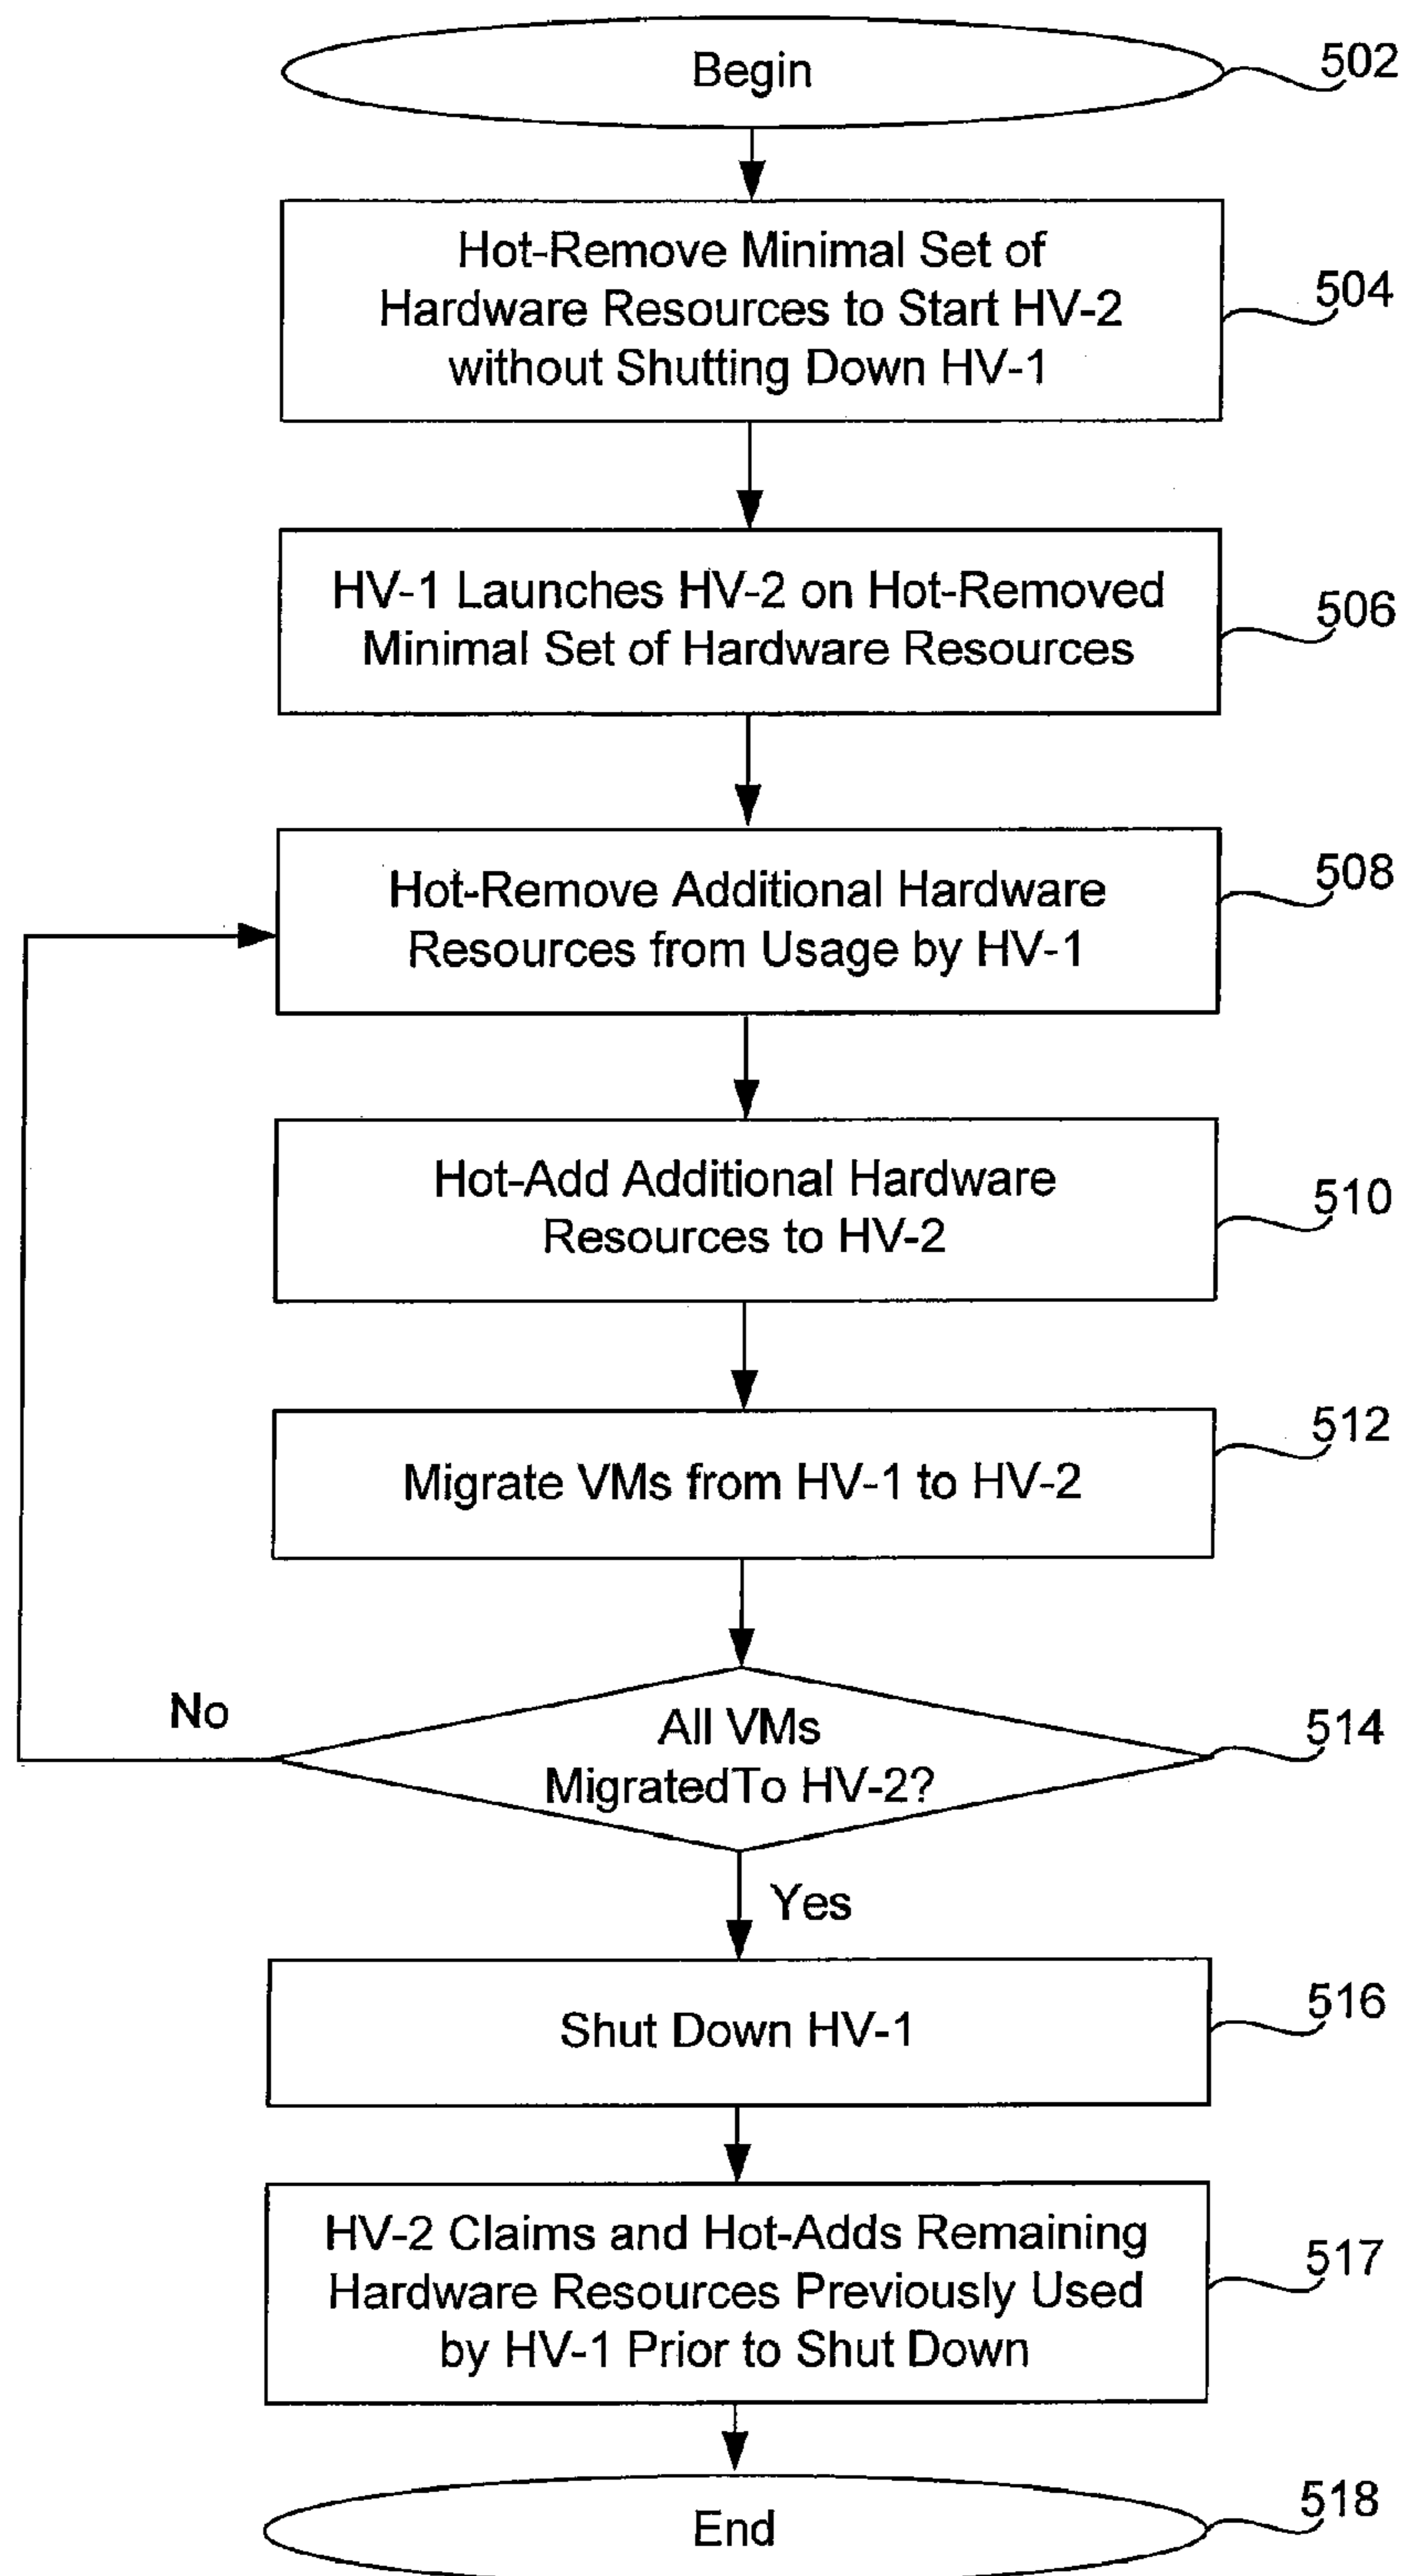 Begin
502
Hot-Remove Minimal Set of
Hardware Resources to Start HV-2
without Shutting Down HV-1
504
HV-1 Launches HV-2 on Hot-Removed
Minimal Set of Hardware Resources
506
Hot-Remove Additional Hardware
Resources from Usage by HV-1
508
Hot-Add Additional Hardware
Resources to HV-2
510
Migrate VMs from HV-1 to HV-2
512
No
All VMs
MigratedTo HV-2?
514
Yes
Shut Down HV-1
516
HV-2 Claims and Hot-Adds Remaining
Hardware Resources Previously Used
by HV-1 Prior to Shut Down
517
End
518